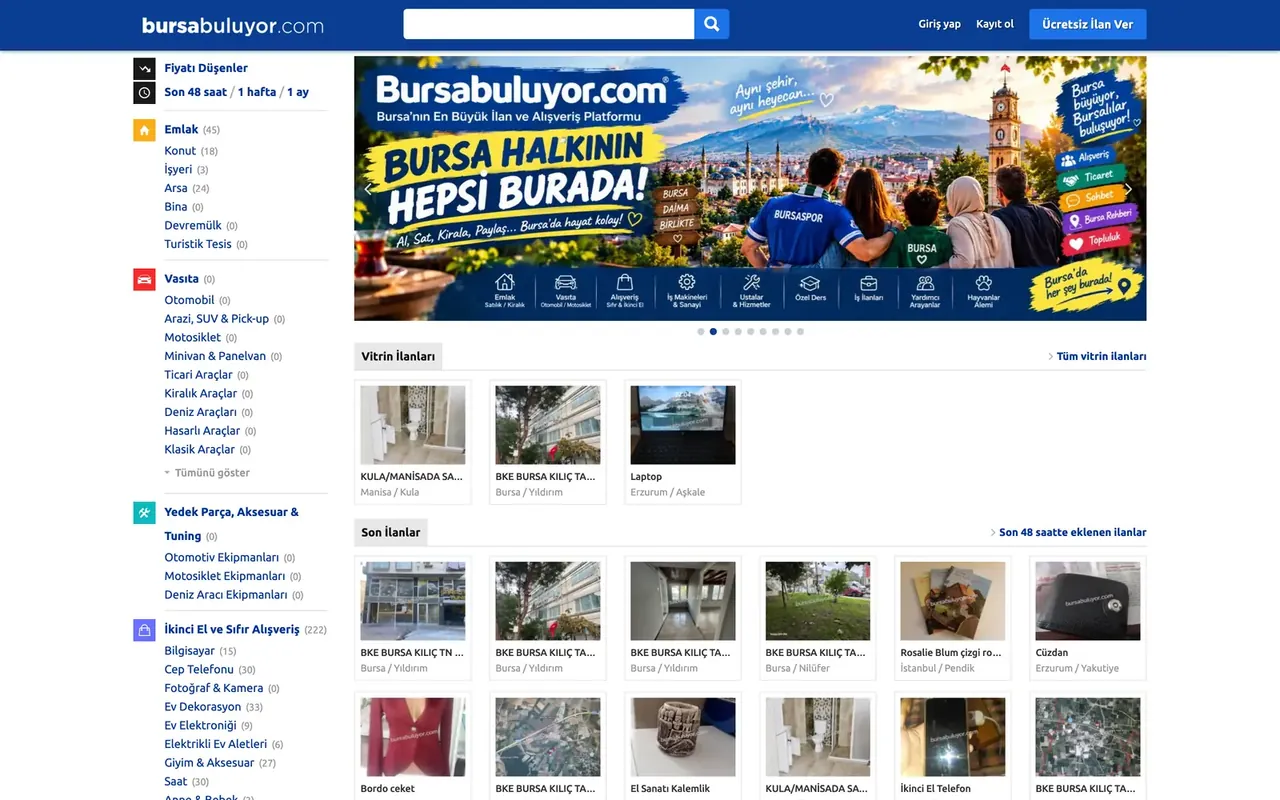 bursabuluyor.com
Giriş yap
Kayıt ol
Ücretsiz İlan Ver
Fiyatı Düşenler
Son 48 saat / 1 hafta / 1 ay
Emlak (45)
Konut (18)
İşyeri (3)
Arsa (24)
Bina (0)
Devremülk (0)
Turistik Tesis (0)
Vasıta (0)
Otomobil (0)
Arazi, SUV & Pick-up (0)
Motosiklet (0)
Minivan & Panelvan (0)
Ticari Araçlar (0)
Kiralık Araçlar (0)
Deniz Araçları (0)
Hasarlı Araçlar (0)
Klasik Araçlar (0)
Tümünü göster
Yedek Parça, Aksesuar &
Tuning (0)
Otomotiv Ekipmanları (0)
Motosiklet Ekipmanları (0)
Deniz Aracı Ekipmanları (0)
İkinci El ve Sıfır Alışveriş (222)
Bilgisayar (15)
Cep Telefonu (30)
Fotoğraf & Kamera (0)
Ev Dekorasyon (33)
Ev Elektroniği (9)
Elektrikli Ev Aletleri (6)
Giyim & Aksesuar (27)
Saat (30)
Anne & Bebek (2)
Bursabuluyor.com®
Bursa'nın En Büyük İlan ve Alışveriş Platformu
BURSA HALKININ
HEPSİ BURADA!
Al, Sat, Kirala, Paylaş... Bursa'da hayat kolay!
Aynı şehir,
aynı heyecan...
BURSA
DAİMA
BİRLİKTE
BURSASPOR
BURSA
Bursa
büyüyor,
Bursalılar
buluşuyor!
Alışveriş
Ticaret
Sohbet
Bursa Rehberi
Topluluk
Bursa'da
her şey burada!
Emlak
Satılık / Kiralık
Vasıta
Otomobil / Motosiklet
Alışveriş
Sıfır & İkinci El
İş Makineleri
& Sanayi
Ustalar
& Hizmetler
Özel Ders
İş İlanları
Yardımcı
Arayanlar
Hayvanlar
Alemi
Vitrin İlanları
Tüm vitrin ilanları
KULA/MANİSADA SA...
Manisa / Kula
BKE BURSA KILIÇ TA...
Bursa / Yıldırım
Laptop
Erzurum / Aşkale
Son İlanlar
Son 48 saatte eklenen ilanlar
BKE BURSA KILIÇ TN ...
Bursa / Yıldırım
BKE BURSA KILIÇ TA...
Bursa / Yıldırım
BKE BURSA KILIÇ TA...
Bursa / Yıldırım
BKE BURSA KILIÇ TA...
Bursa / Nilüfer
bursabuluyor.com
Rosalie Blum çizgi ro...
İstanbul / Pendik
bursabuluyor.com
Cüzdan
Erzurum / Yakutiye
bursabuluyor.com
Bordo ceket
BKE BURSA KILIÇ TA...
El Sanatı Kalemlik
KULA/MANİSADA SA...
İkinci El Telefon
BKE BURSA KILIÇ TA...